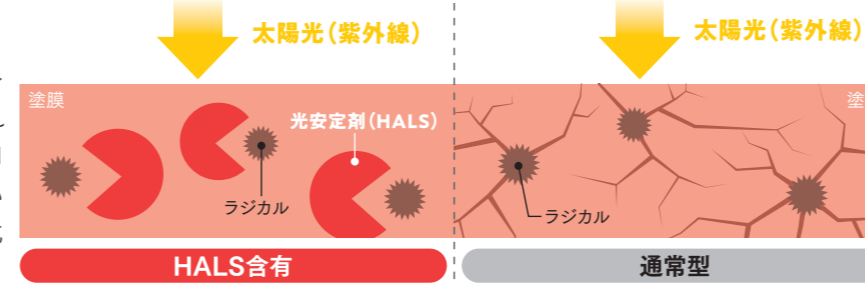 太陽光(紫外線)
太陽光(紫外線)
塗膜
光安定剤(HALS)
ラジカル
HALS含有
塗
ラジカル
通常型